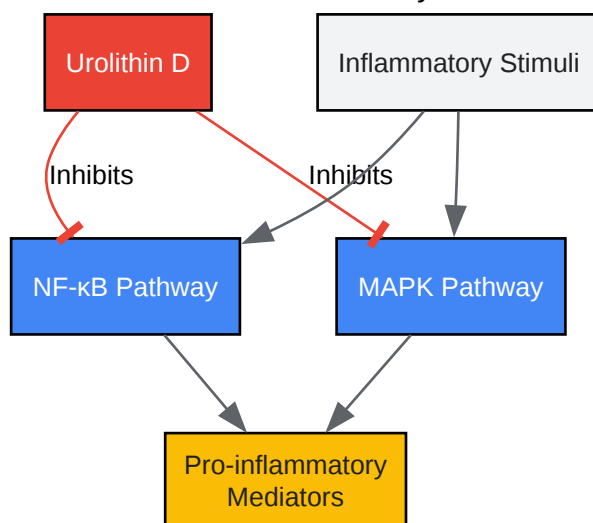 Urolithin D
Inflammatory Stimuli
Inhibits
Inhibits
NF-κB Pathway
MAPK Pathway
Pro-inflammatory
Mediators